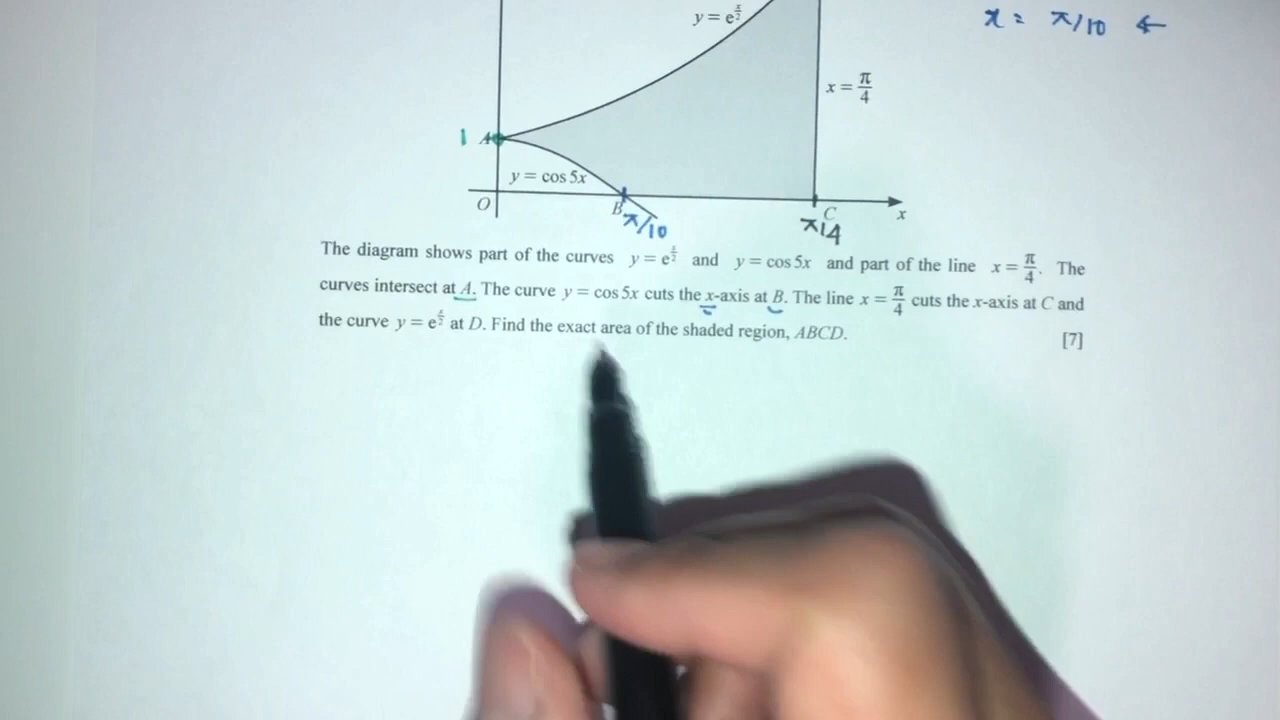 y = e^{x/2}
x = π/10 ←
x = π/4
1 A
y = cos 5x
O B C x
π/10 π/4
The diagram shows part of the curves y = e^{x/2} and y = cos 5x and part of the line x = π/4. The
curves intersect at A. The curve y = cos 5x cuts the x-axis at B. The line x = π/4 cuts the x-axis at C and
the curve y = e^{x/2} at D. Find the exact area of the shaded region, ABCD. [7]